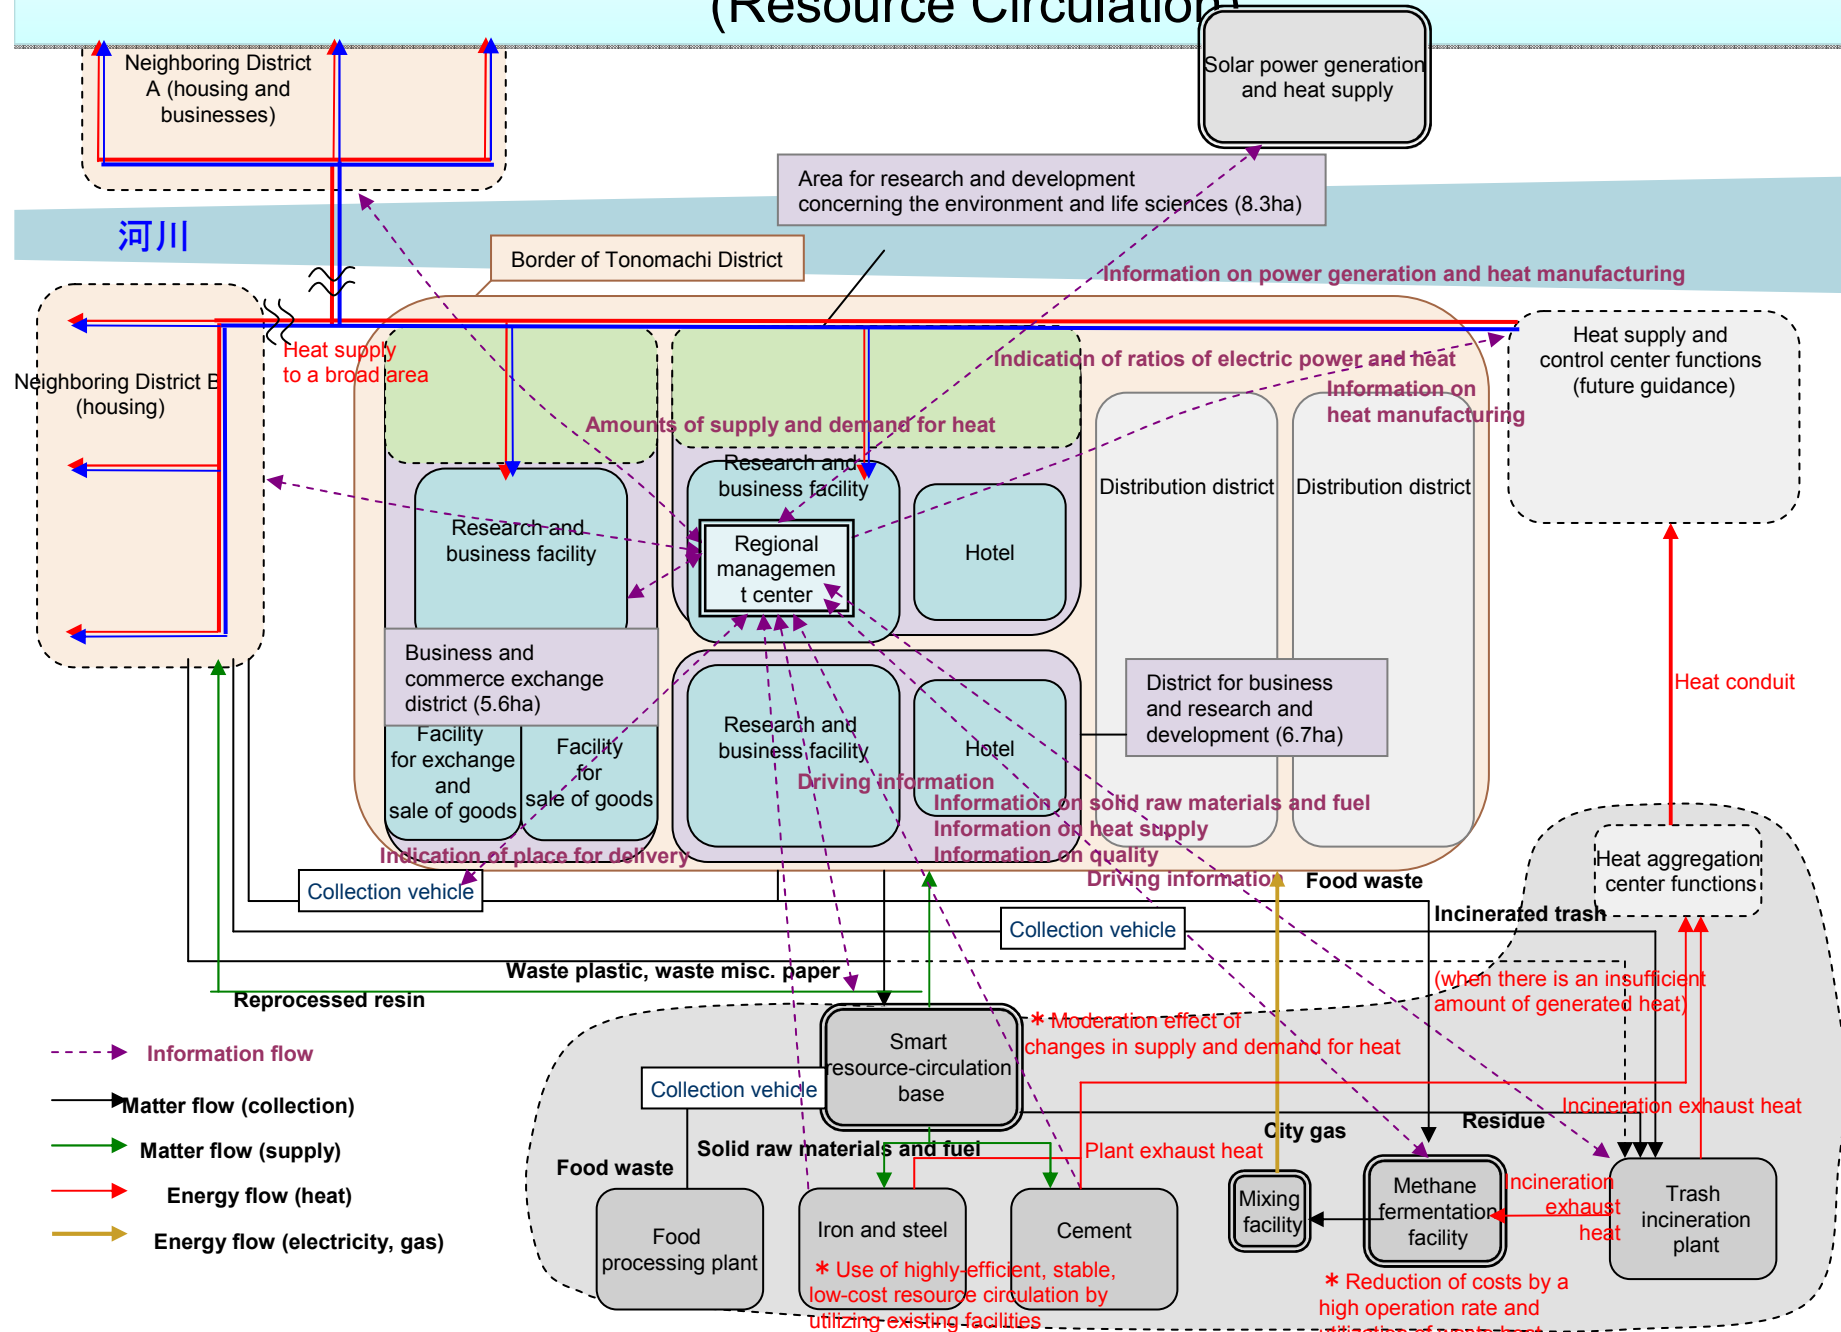 (Resource Circulation)
Neighboring District
A (housing and
businesses)
Solar power generation
and heat supply
Area for research and development
concerning the environment and life sciences (8.3ha)
河川
Border of Tonomachi District
Information on power generation and heat manufacturing
Heat supply
to a broad area
Neighboring District B
(housing)
Indication of ratios of electric power and heat
Information on
heat manufacturing
Heat supply and
control center functions
(future guidance)
Amounts of supply and demand for heat
Research and
business facility
Research and
business facility
Regional
managemen
t center
Hotel
Distribution district
Distribution district
Business and
commerce exchange
district (5.6ha)
Facility
for exchange
and
sale of goods
Facility
for
sale of goods
Research and
business facility
Hotel
District for business
and research and
development (6.7ha)
Heat conduit
Driving information
Information on solid raw materials and fuel
Information on heat supply
Information on quality
Driving information
Indication of place for delivery
Collection vehicle
Food waste
Heat aggregation
center functions
Collection vehicle
Incinerated trash
Waste plastic, waste misc. paper
Reprocessed resin
(when there is an insufficient
amount of generated heat)
* Moderation effect of
changes in supply and demand for heat
Smart
resource-circulation
base
Collection vehicle
Information flow
Matter flow (collection)
Matter flow (supply)
Energy flow (heat)
Energy flow (electricity, gas)
Incineration exhaust heat
Residue
City gas
Solid raw materials and fuel
Plant exhaust heat
Food waste
Food
processing plant
Iron and steel
Cement
Mixing
facility
Methane
fermentation
facility
Incineration
exhaust
heat
Trash
incineration
plant
* Use of highly-efficient, stable,
low-cost resource circulation by
utilizing existing facilities
* Reduction of costs by a
high operation rate and
utilization of waste heat